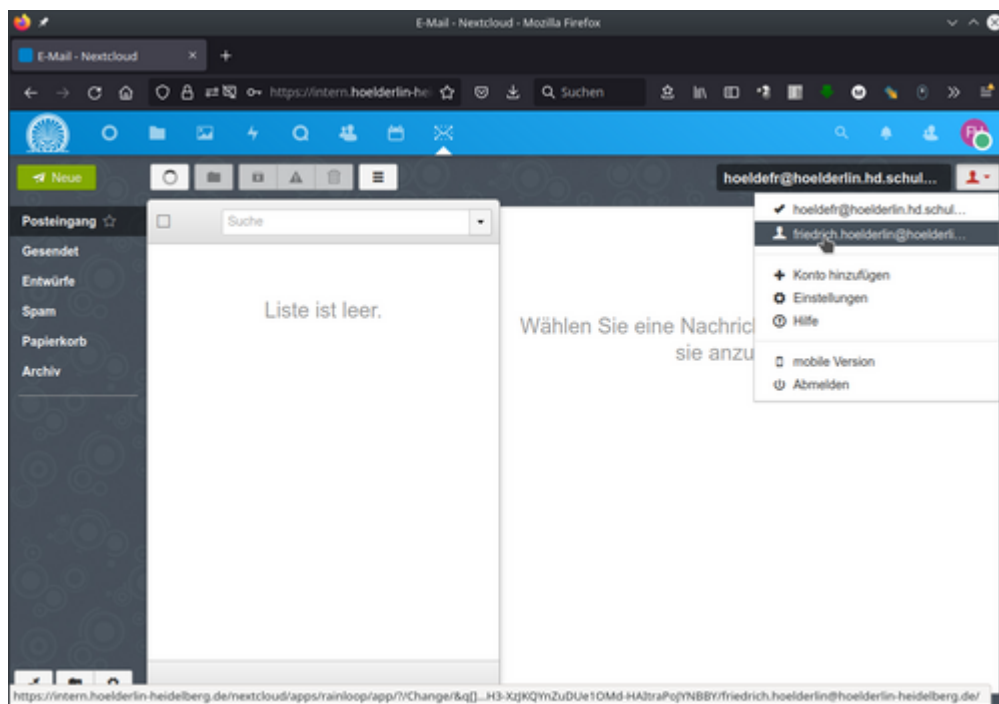 E-Mail - Nextcloud - Mozilla Firefox
E-Mail - Nextcloud
https://intern.hoelderlin-he
Suchen
FH
Neue
hoeldefr@hoelderlin.hd.schul...
Posteingang
Gesendet
Entwürfe
Spam
Papierkorb
Archiv
Suche
Liste ist leer.
Wählen Sie eine Nachric
sie anzu
hoeldefr@hoelderlin.hd.schul...
friedrich.hoelderlin@hoelderli...
Konto hinzufügen
Einstellungen
Hilfe
mobile Version
Abmelden
https://intern.hoelderlin-heidelberg.de/nextcloud/apps/rainloop/app/?/Change/&q[]...H3-XzJKQYnZuDUe1OMd-HAItraPoJYNBBY/friedrich.hoelderlin@hoelderlin-heidelberg.de/